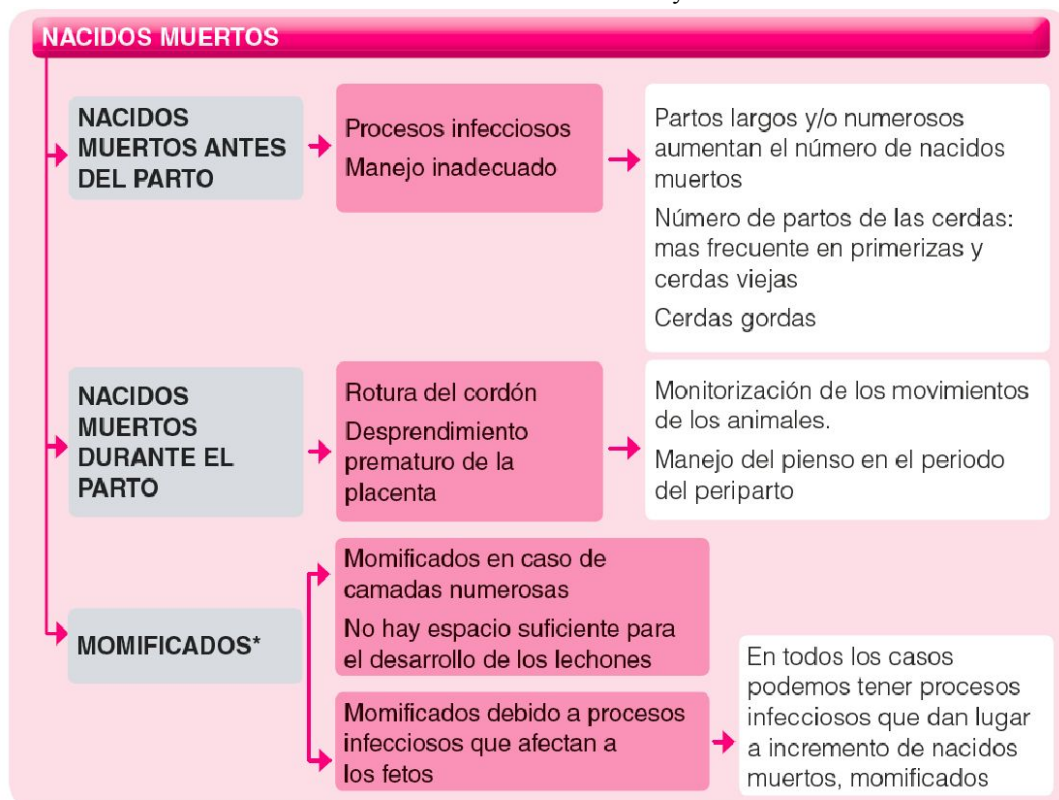 NACIDOS MUERTOS
NACIDOS
MUERTOS ANTES
DEL PARTO
Procesos infecciosos
Manejo inadecuado
Partos largos y/o numerosos
aumentan el número de nacidos
muertos
Número de partos de las cerdas:
mas frecuente en primerizas y
cerdas viejas
Cerdas gordas
NACIDOS
MUERTOS
DURANTE EL
PARTO
Rotura del cordón
Desprendimiento
prematuro de la
placenta
Monitorización de los movimientos
de los animales.
Manejo del pienso en el periodo
del periparto
MOMIFICADOS*
Momificados en caso de
camadas numerosas
No hay espacio suficiente para
el desarrollo de los lechones
Momificados debido a procesos
infecciosos que afectan a
los fetos
En todos los casos
podemos tener procesos
infecciosos que dan lugar
a incremento de nacidos
muertos, momificados